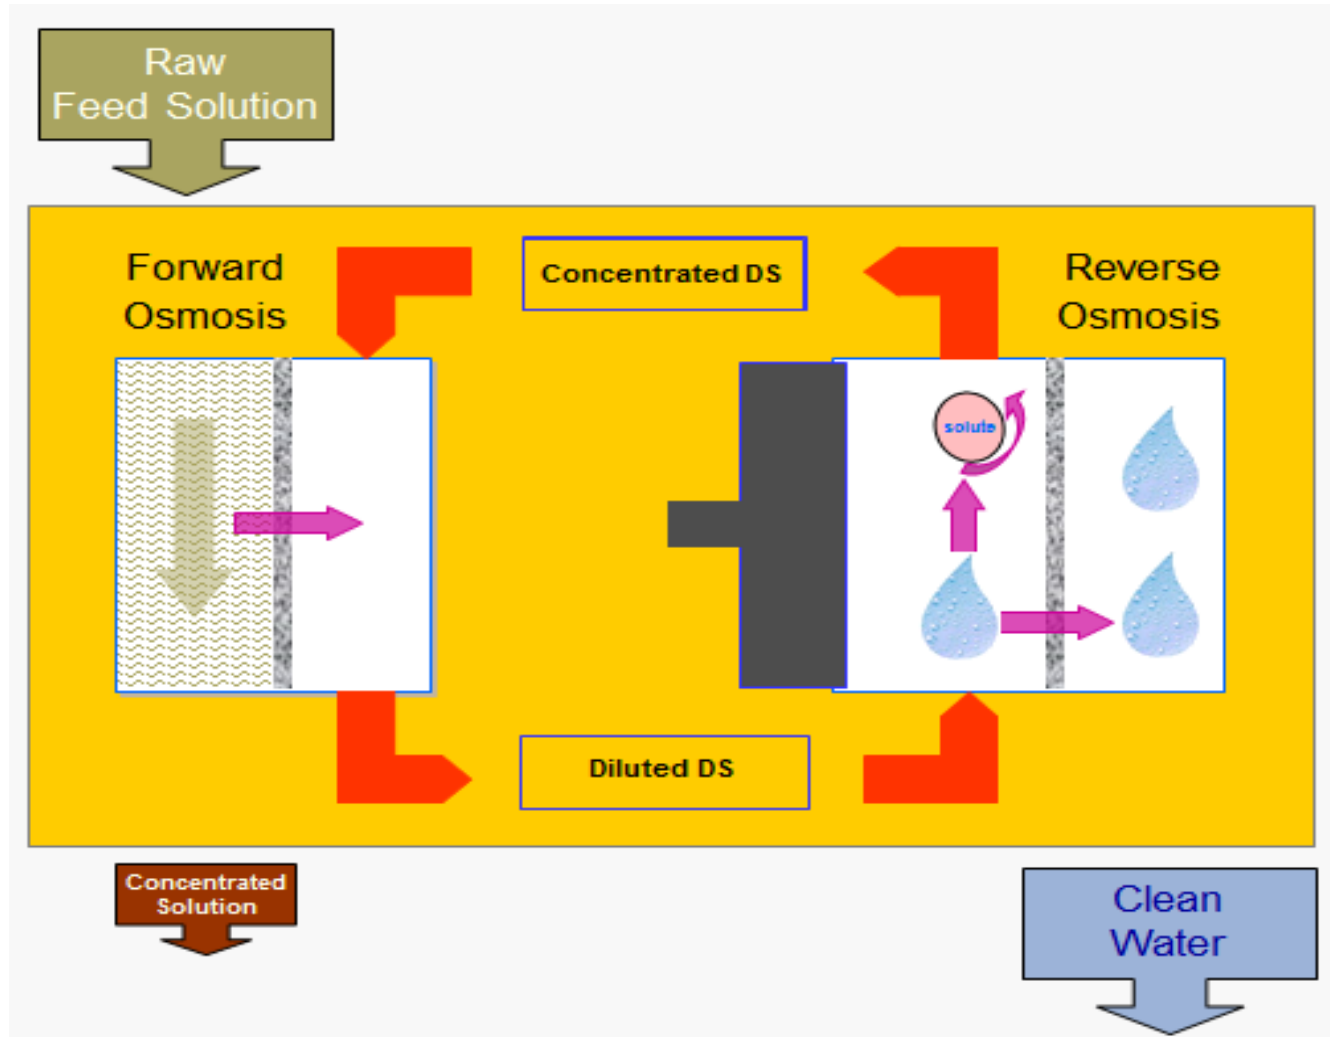 Raw
Feed Solution
Forward
Osmosis
Concentrated DS
Reverse
Osmosis
solute
Diluted DS
Concentrated
Solution
Clean
Water